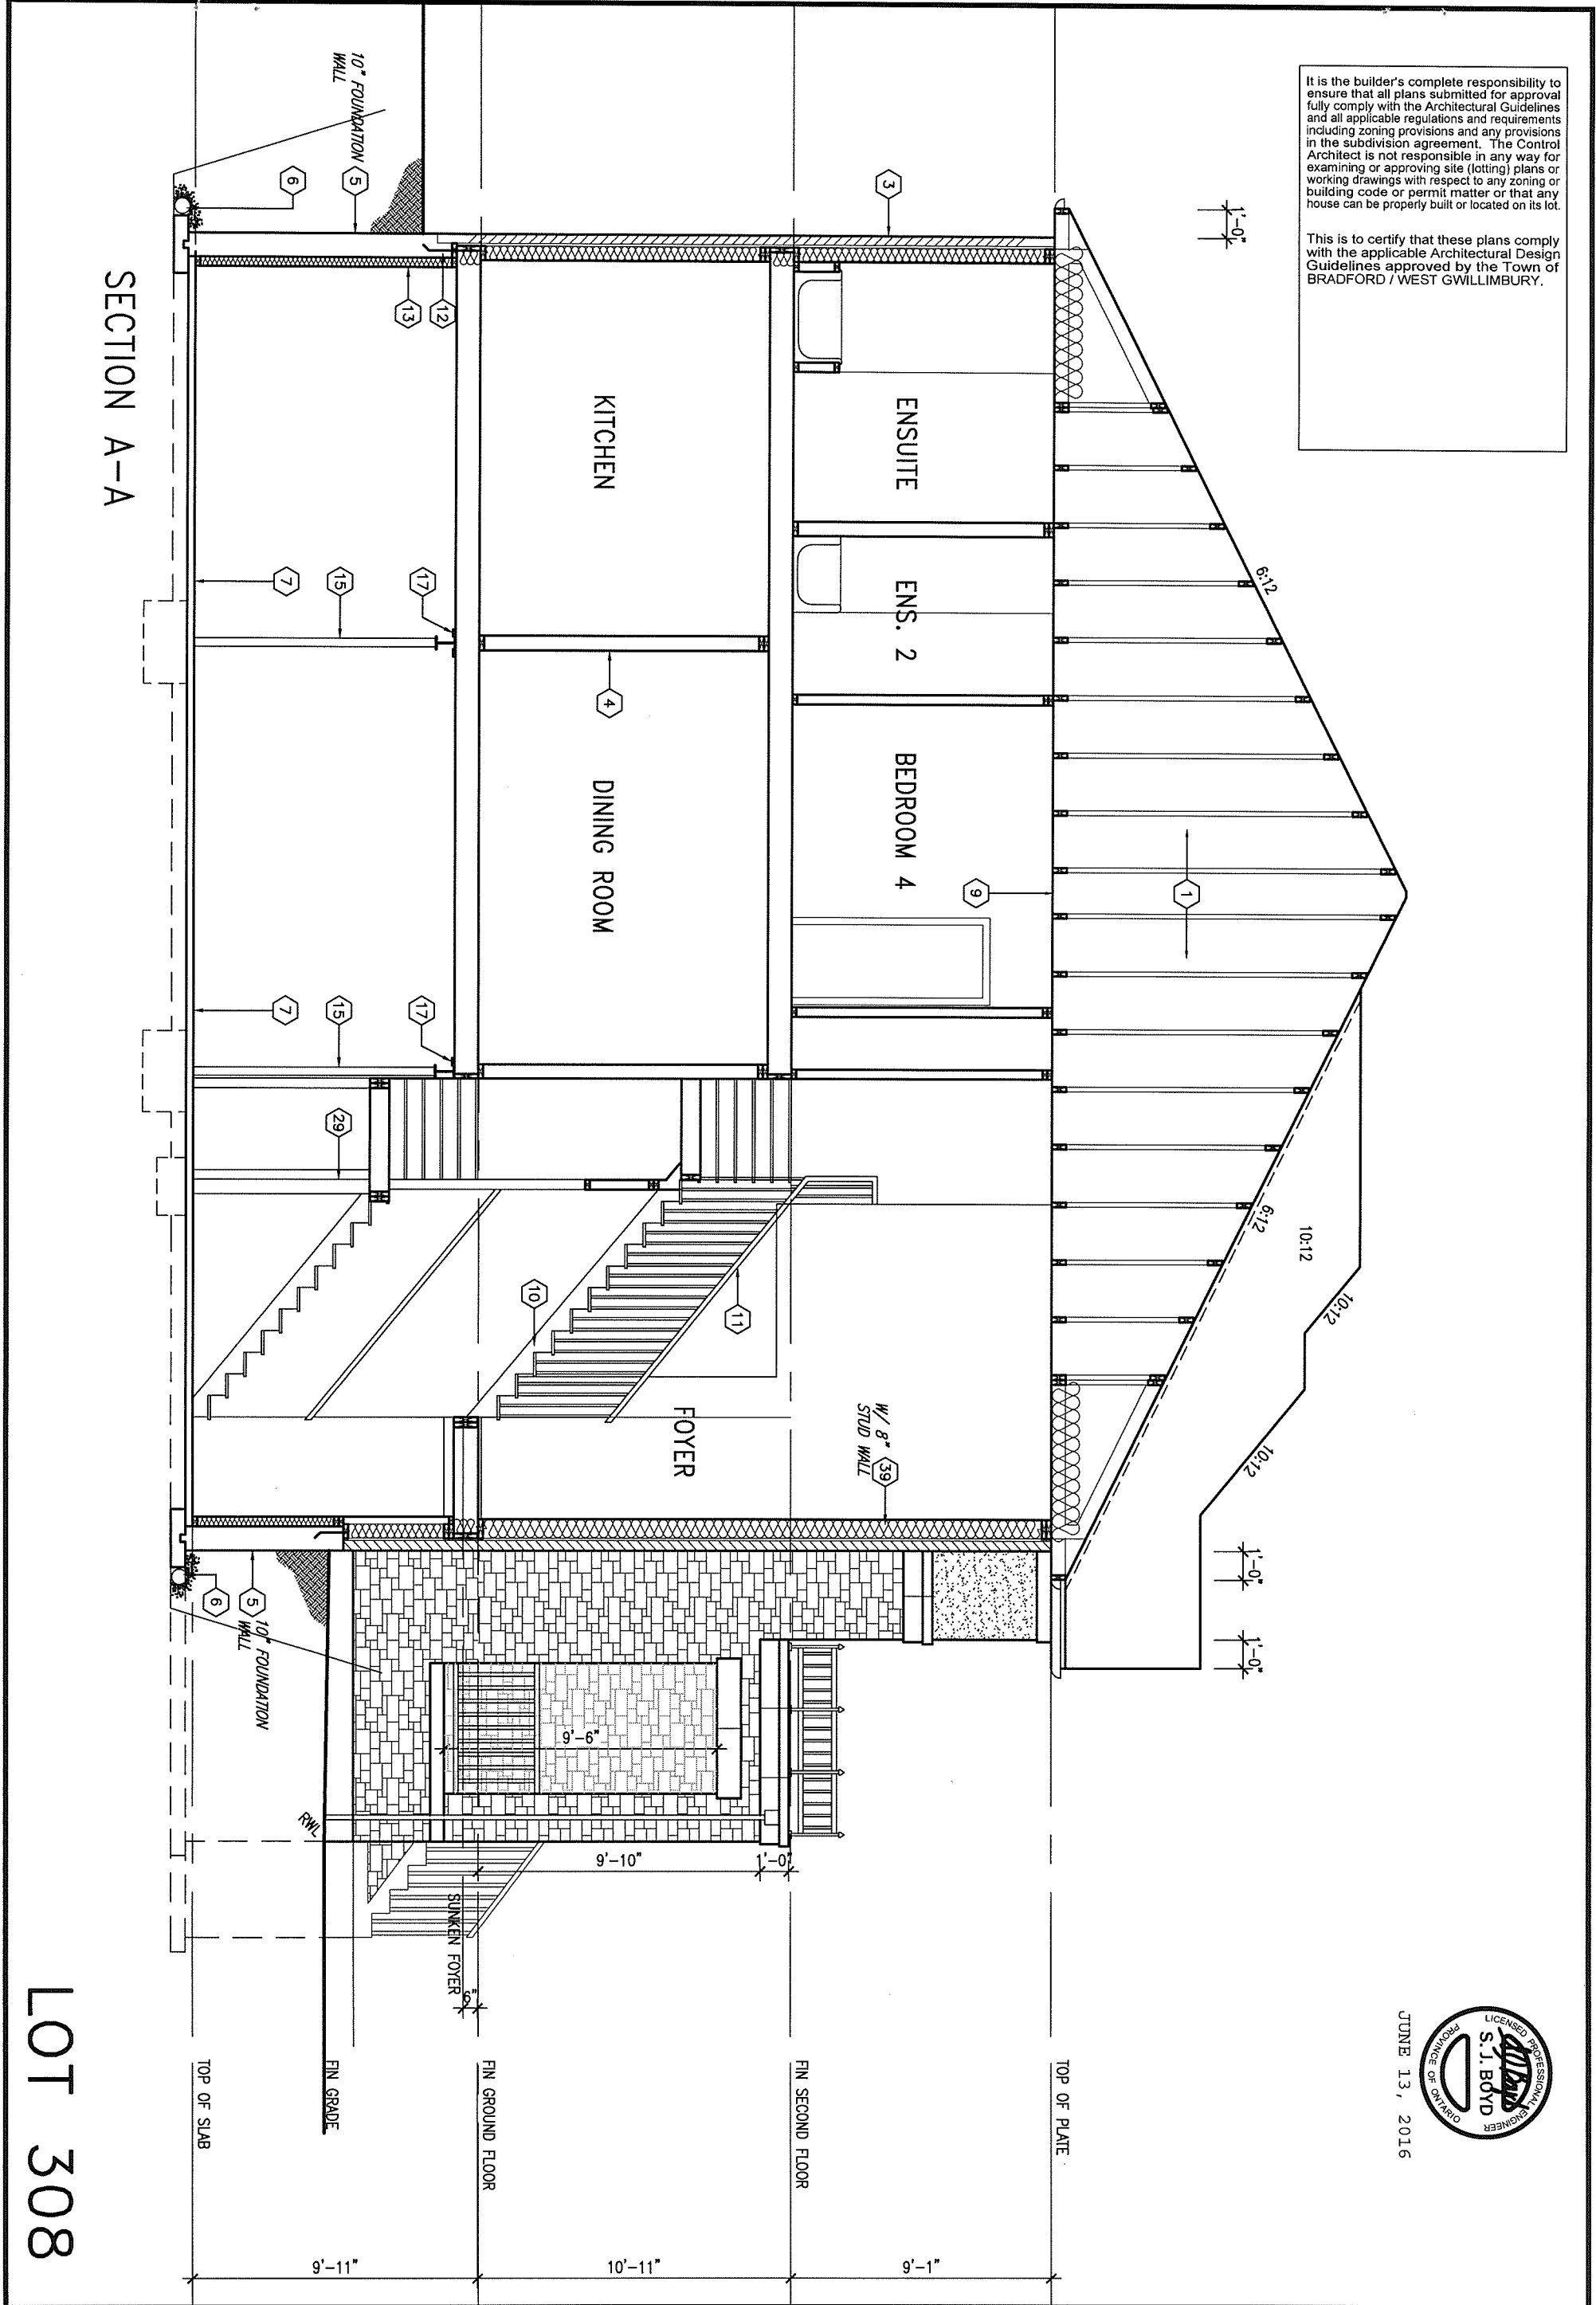 It is the builder's complete responsibility to
ensure that all plans submitted for approval
fully comply with the Architectural Guidelines
and all applicable regulations and requirements
including zoning provisions and any provisions
in the subdivision agreement. The Control
Architect is not responsible in any way for
examining or approving site (lotting) plans or
working drawings with respect to any zoning or
building code or permit matter or that any
house can be properly built or located on its lot.
This is to certify that these plans comply
with the applicable Architectural Design
Guidelines approved by the Town of
BRADFORD / WEST GWILLIMBURY.
LICENSED PROFESSIONAL ENGINEER
S. J. BOYD
PROVINCE OF ONTARIO
JUNE 13, 2016
1'-0"
1'-0"
1'-0"
6:12
6:12
10:12
10:12
10:12
1
9
3
ENSUITE
ENS. 2
BEDROOM 4
39
W/ 8"
STUD WALL
KITCHEN
4
DINING ROOM
11
10
FOYER
12
13
17
17
15
15
29
7
7
5
10" FOUNDATION
WALL
6
5
10" FOUNDATION
WALL
6
9'-6"
RWL
9'-10"
1'-0"
SUNKEN FOYER
6"
TOP OF PLATE
FIN SECOND FLOOR
FIN GROUND FLOOR
FIN GRADE
TOP OF SLAB
9'-1"
10'-11"
9'-11"
SECTION A-A
LOT 308